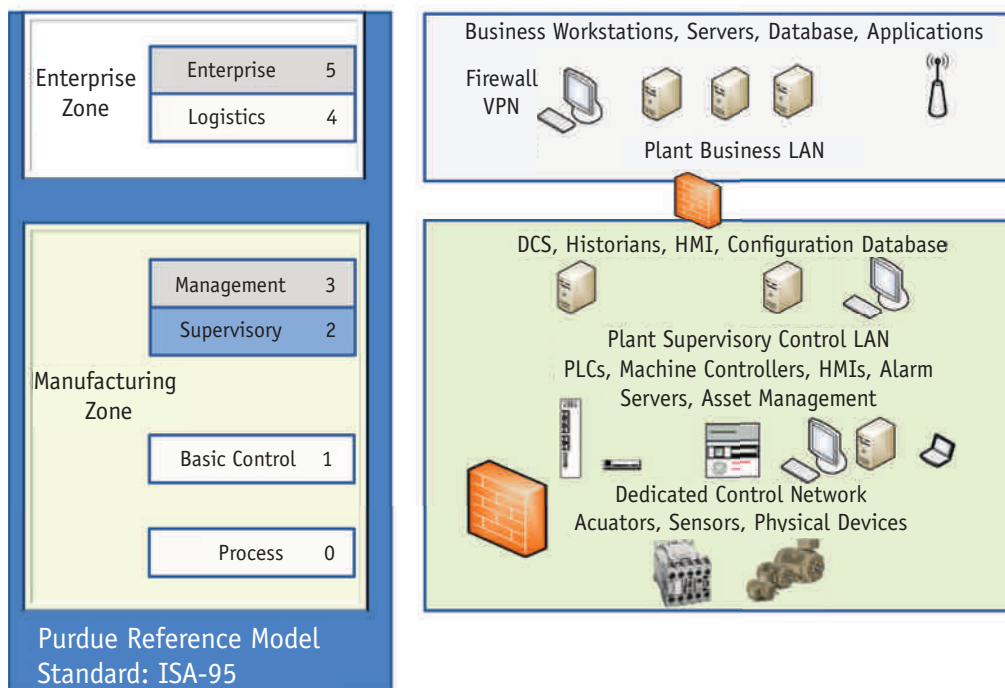 Enterprise
Zone
Enterprise 5
Logistics 4
Manufacturing
Zone
Management 3
Supervisory 2
Basic Control 1
Process 0
Purdue Reference Model
Standard: ISA-95
Business Workstations, Servers, Database, Applications
Firewall
VPN
Plant Business LAN
DCS, Historians, HMI, Configuration Database
Plant Supervisory Control LAN
PLCs, Machine Controllers, HMIs, Alarm
Servers, Asset Management
Dedicated Control Network
Acuators, Sensors, Physical Devices